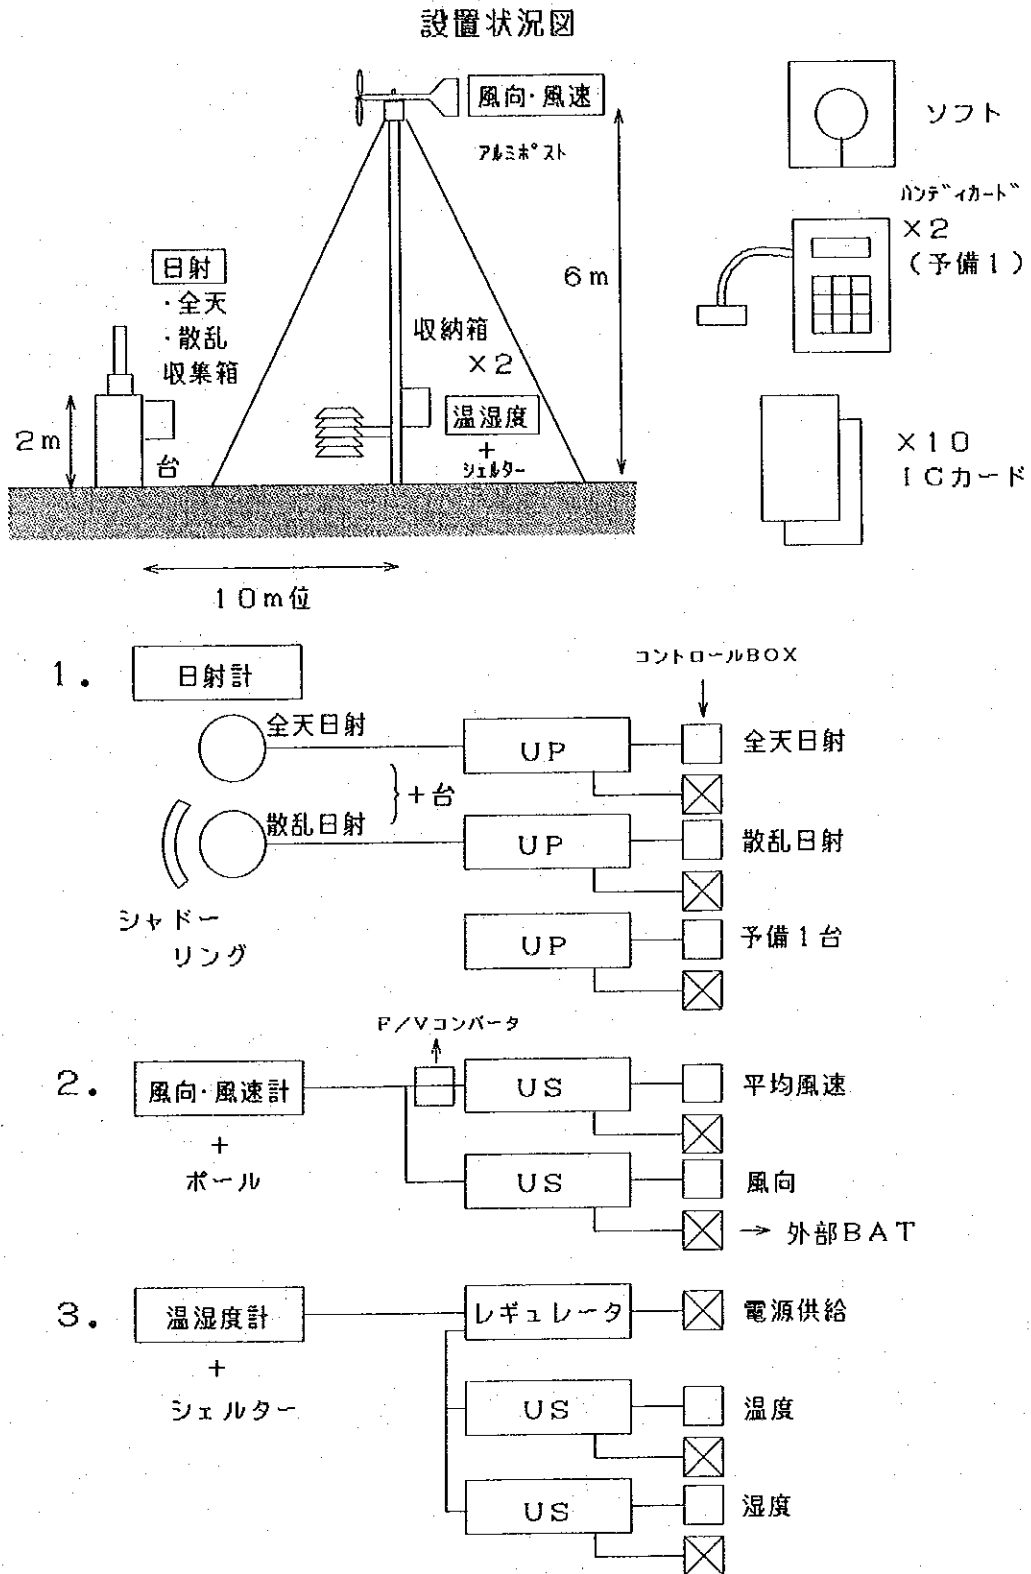 設置状況図
風向・風速
アルミポスト
ソフト
ハンディカード
×2
(予備1)
日射
・全天
・散乱
収集箱
6m
収納箱
×2
温湿度
+
シェルター
2m
台
×10
ICカード
10m位
1.
日射計
コントロールBOX
全天日射
UP
全天日射
}+台
散乱日射
UP
散乱日射
シャドー
リング
UP
予備1台
F/Vコンバータ
2.
風向・風速計
US
平均風速
+
ポール
US
風向
→ 外部BAT
3.
温湿度計
レギュレータ
電源供給
+
シェルター
US
温度
US
湿度